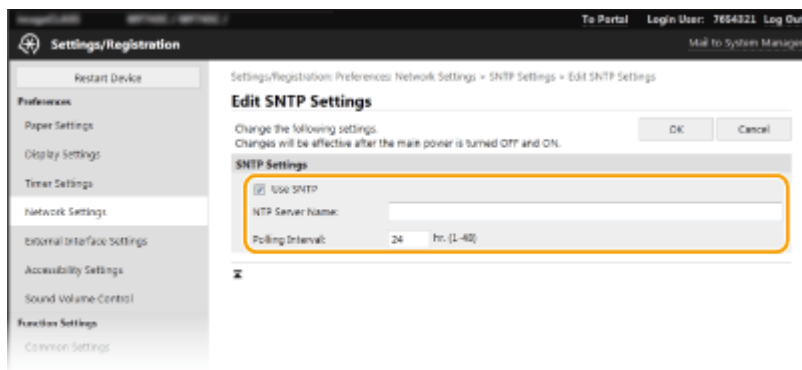 To Portal Login User: 7654321 Log Ou
Settings/Registration
Mail to System Manage
Restart Device
Settings/Registration: Preferences: Network Settings > SNTP Settings > Edit SNTP Settings
Preferences
Edit SNTP Settings
Paper Settings
Change the following settings.
Changes will be effective after the main power is turned OFF and ON.
OK
Cancel
Display Settings
SNTP Settings
Timer Settings
Use SNTP
Network Settings
NTP Server Name:
External Interface Settings
Polling Interval: 24 hr. (1-48)
Accessibility Settings
Sound Volume Control
Function Settings
Common Settings